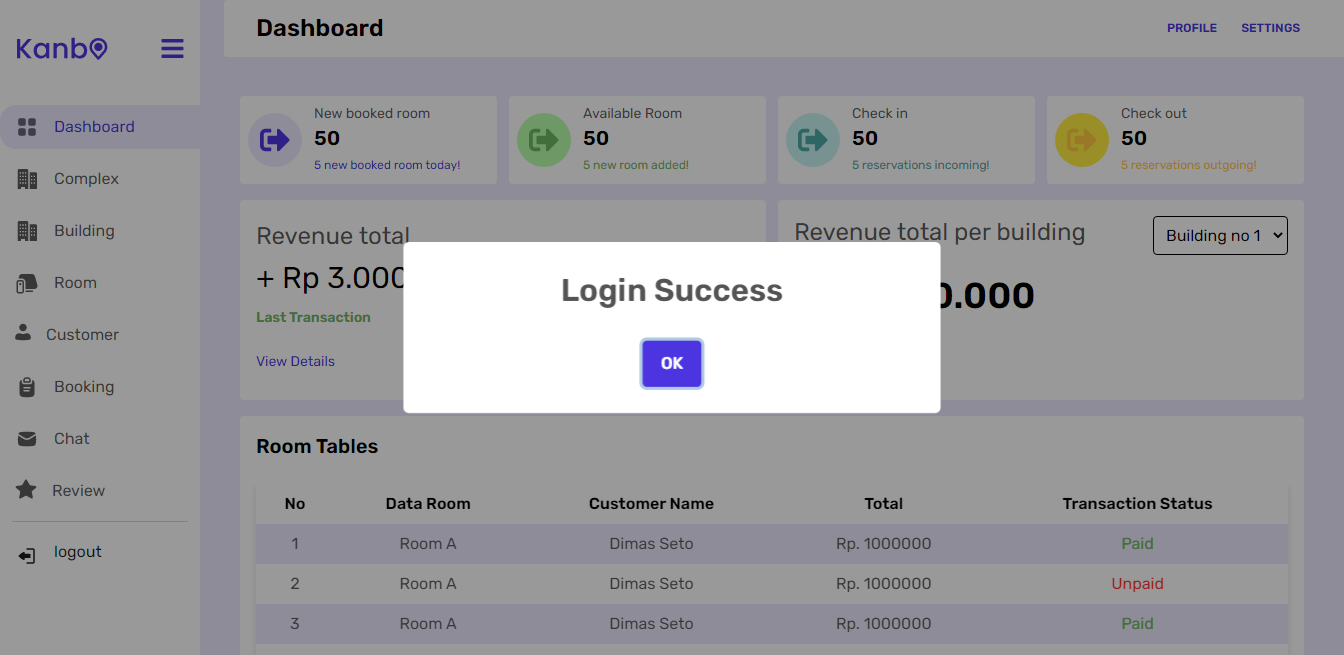 Kanbo
Dashboard
PROFILE
SETTINGS
Dashboard
Complex
Building
Room
Customer
Booking
Chat
Review
logout
New booked room
50
5 new booked room today!
Available Room
50
5 new room added!
Check in
50
5 reservations incoming!
Check out
50
5 reservations outgoing!
Revenue total
+ Rp 3.000
Last Transaction
View Details
Revenue total per building
Building no 1
0.000
Login Success
OK
Room Tables
No Data Room Customer Name Total Transaction Status
1 Room A Dimas Seto Rp. 1000000 Paid
2 Room A Dimas Seto Rp. 1000000 Unpaid
3 Room A Dimas Seto Rp. 1000000 Paid